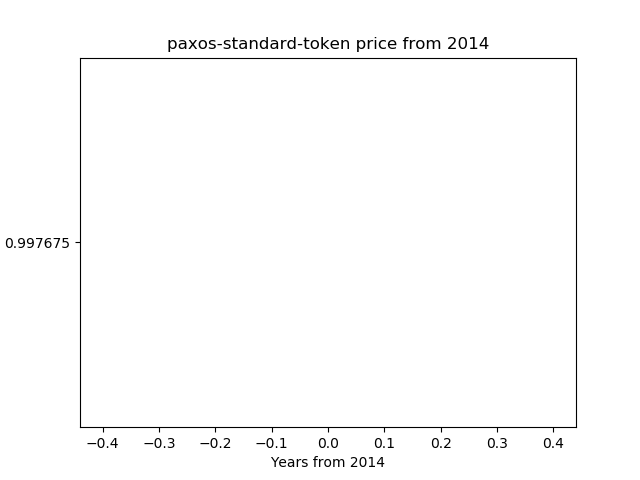 paxos-standard-token price from 2014
0.997675
−0.4 −0.3 −0.2 −0.1 0.0 0.1 0.2 0.3 0.4
Years from 2014